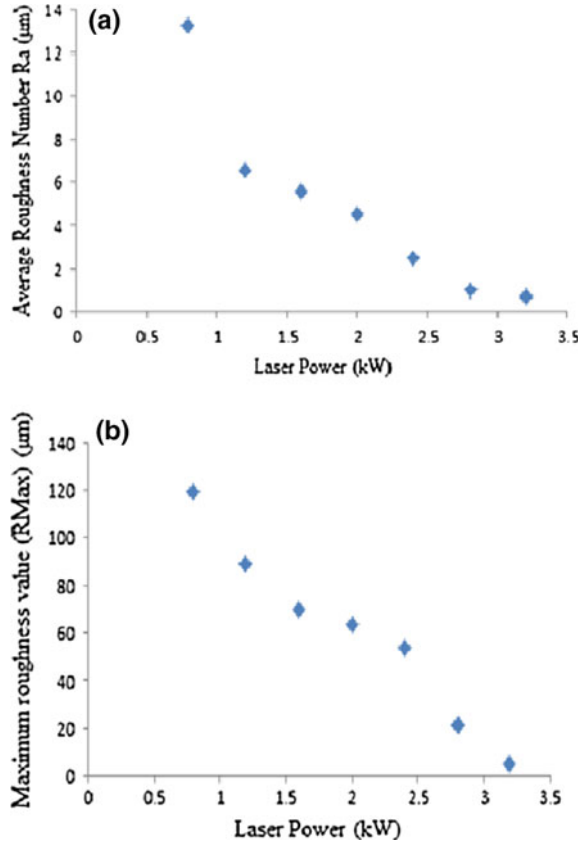 (a)
Average Roughness Number Ra (µm)
14
12
10
8
6
4
2
0
0 0.5 1 1.5 2 2.5 3 3.5
Laser Power (kW)
(b)
Maximum roughness value (RMax) (µm)
140
120
100
80
60
40
20
0
0 0.5 1 1.5 2 2.5 3 3.5
Laser Power (kW)